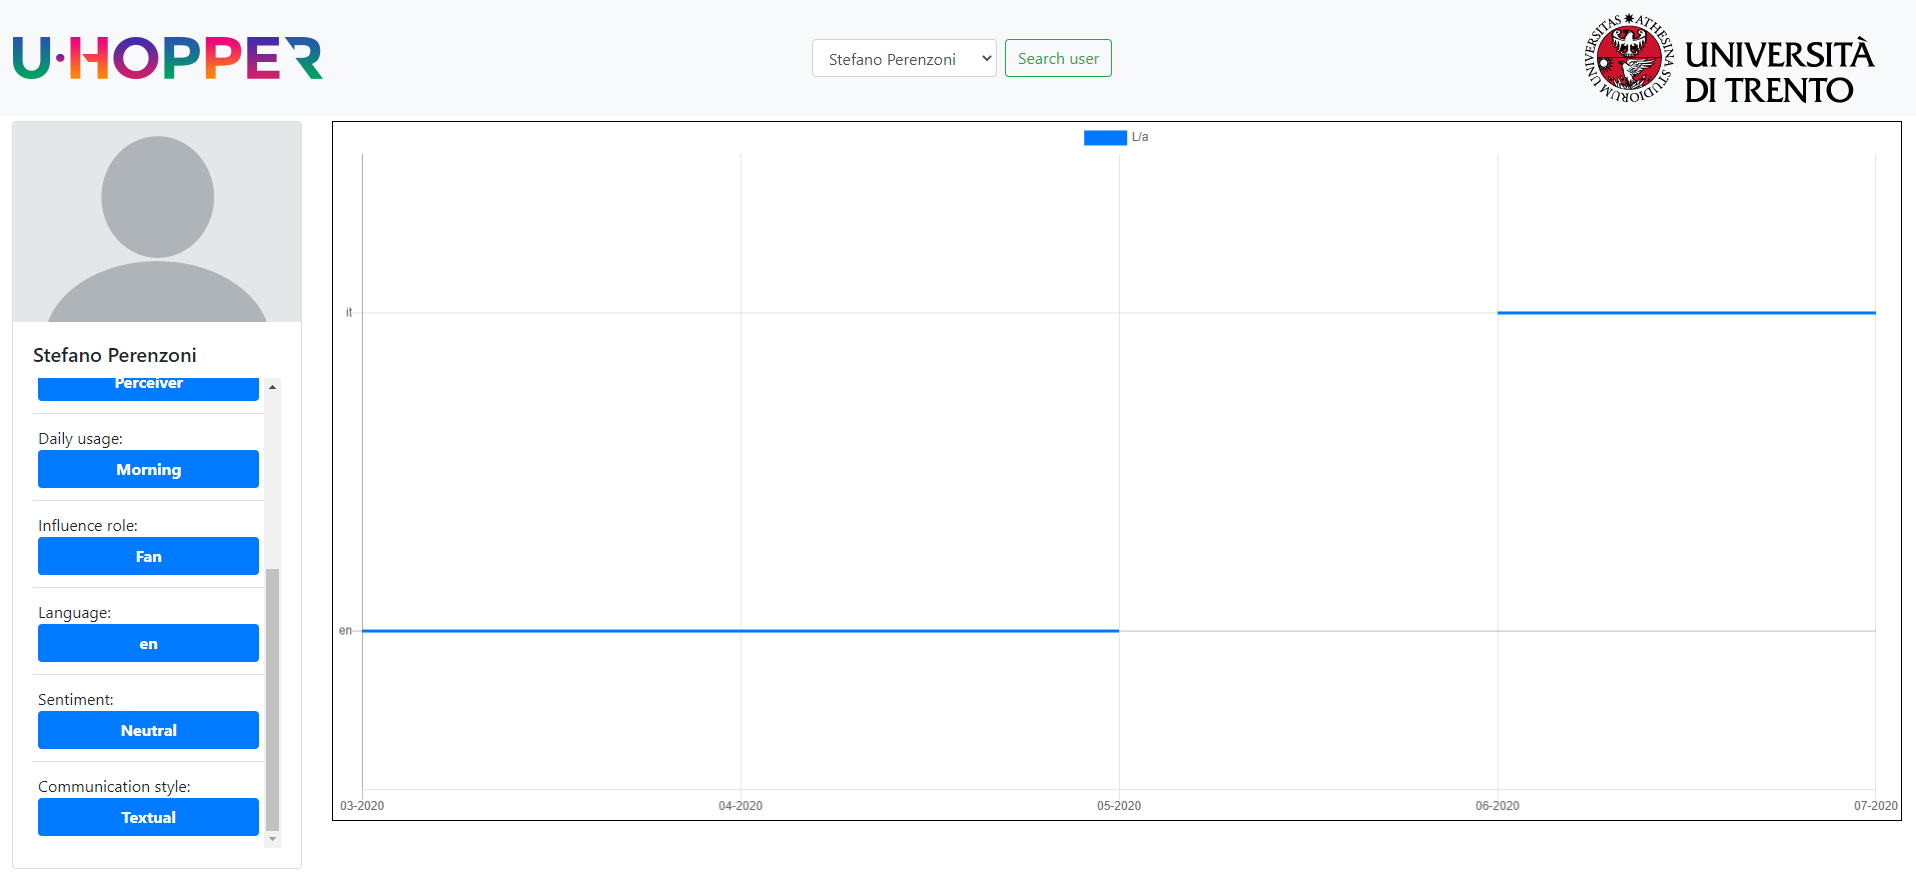 U·HOPPER
Stefano Perenzoni
Search user
UNIVERSITAS ATHESINA STUDIORUM
UNIVERSITÀ
DI TRENTO
Stefano Perenzoni
Perceiver
Daily usage:
Morning
Influence role:
Fan
Language:
en
Sentiment:
Neutral
Communication style:
Textual
L/a
it
en
03-2020
04-2020
05-2020
06-2020
07-2020